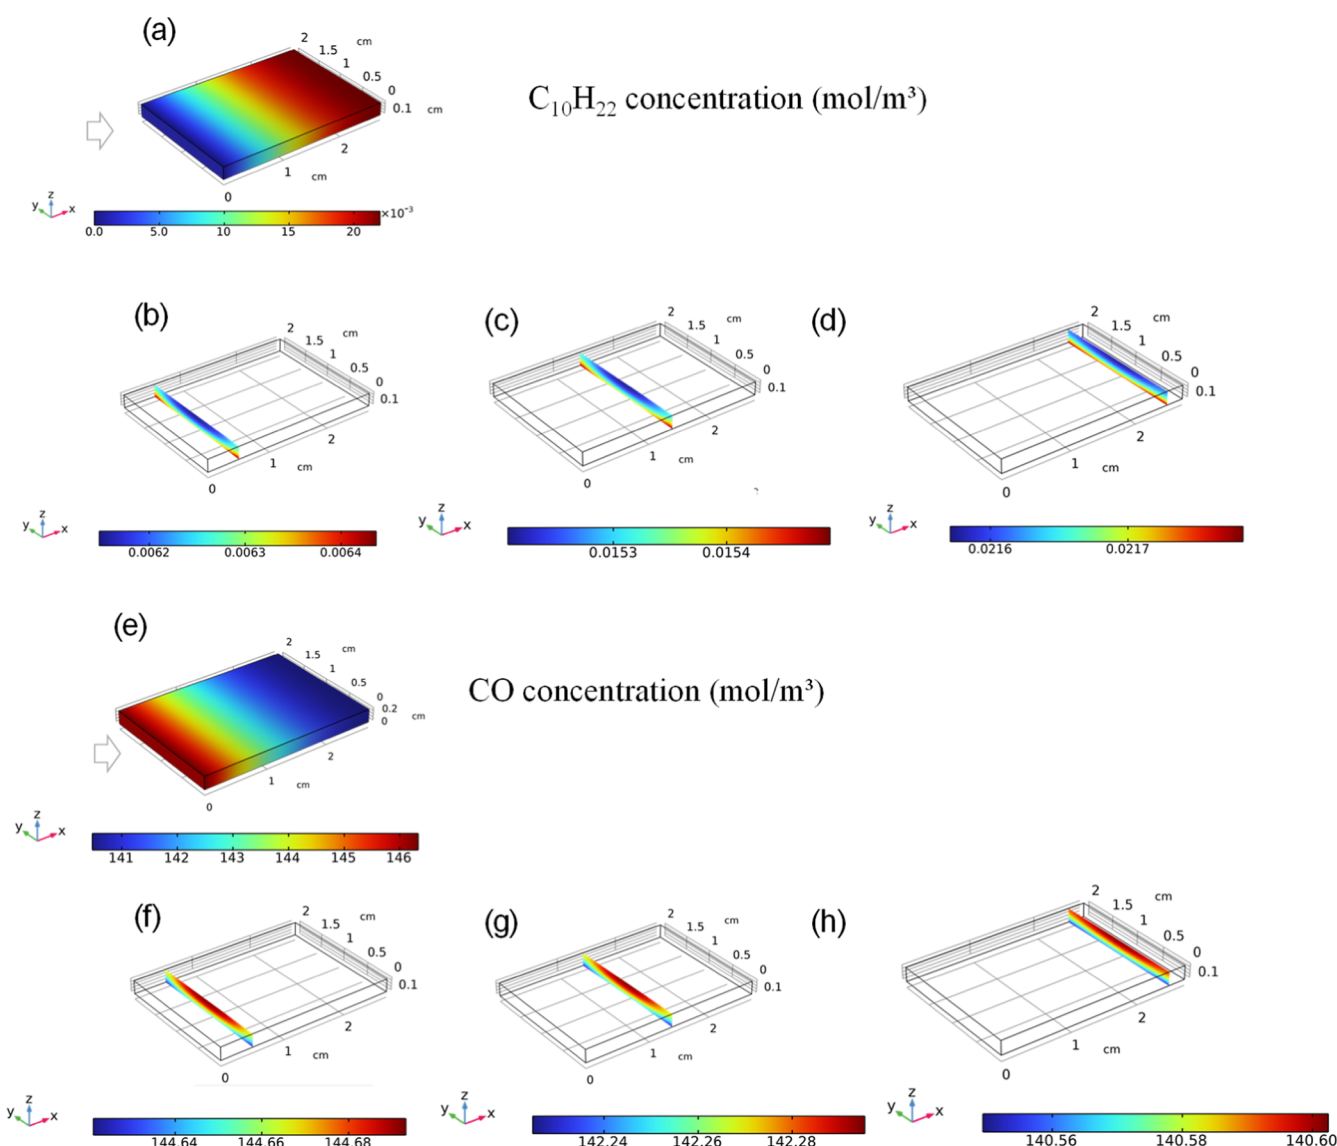 (a)
2
1.5
cm
1
0.5
0
0.1 cm
2
1 cm
0
C₁₀H₂₂ concentration (mol/m³)
z
y x
×10⁻³
0.0 5.0 10 15 20
(b)
2
1.5
cm
1
0.5
0
0.1
2
1 cm
0
z
y x
0.0062 0.0063 0.0064
(c)
2
1.5
cm
1
0.5
0
0.1
2
1 cm
0
z
y x
0.0153 0.0154
(d)
2
1.5
cm
1
0.5
0
0.1
2
1 cm
0
z
y x
0.0216 0.0217
(e)
2
1.5
cm
1
0.5
0
0.2
0 cm
2
1 cm
0
CO concentration (mol/m³)
z
y x
141 142 143 144 145 146
(f)
2
1.5
cm
1
0.5
0
0.1
2
1 cm
0
z
y x
144.64 144.66 144.68
(g)
2
1.5
cm
1
0.5
0
0.1
2
1 cm
0
z
y x
142.24 142.26 142.28
(h)
2
1.5
cm
1
0.5
0
0.1
2
1 cm
0
z
y x
140.56 140.58 140.60